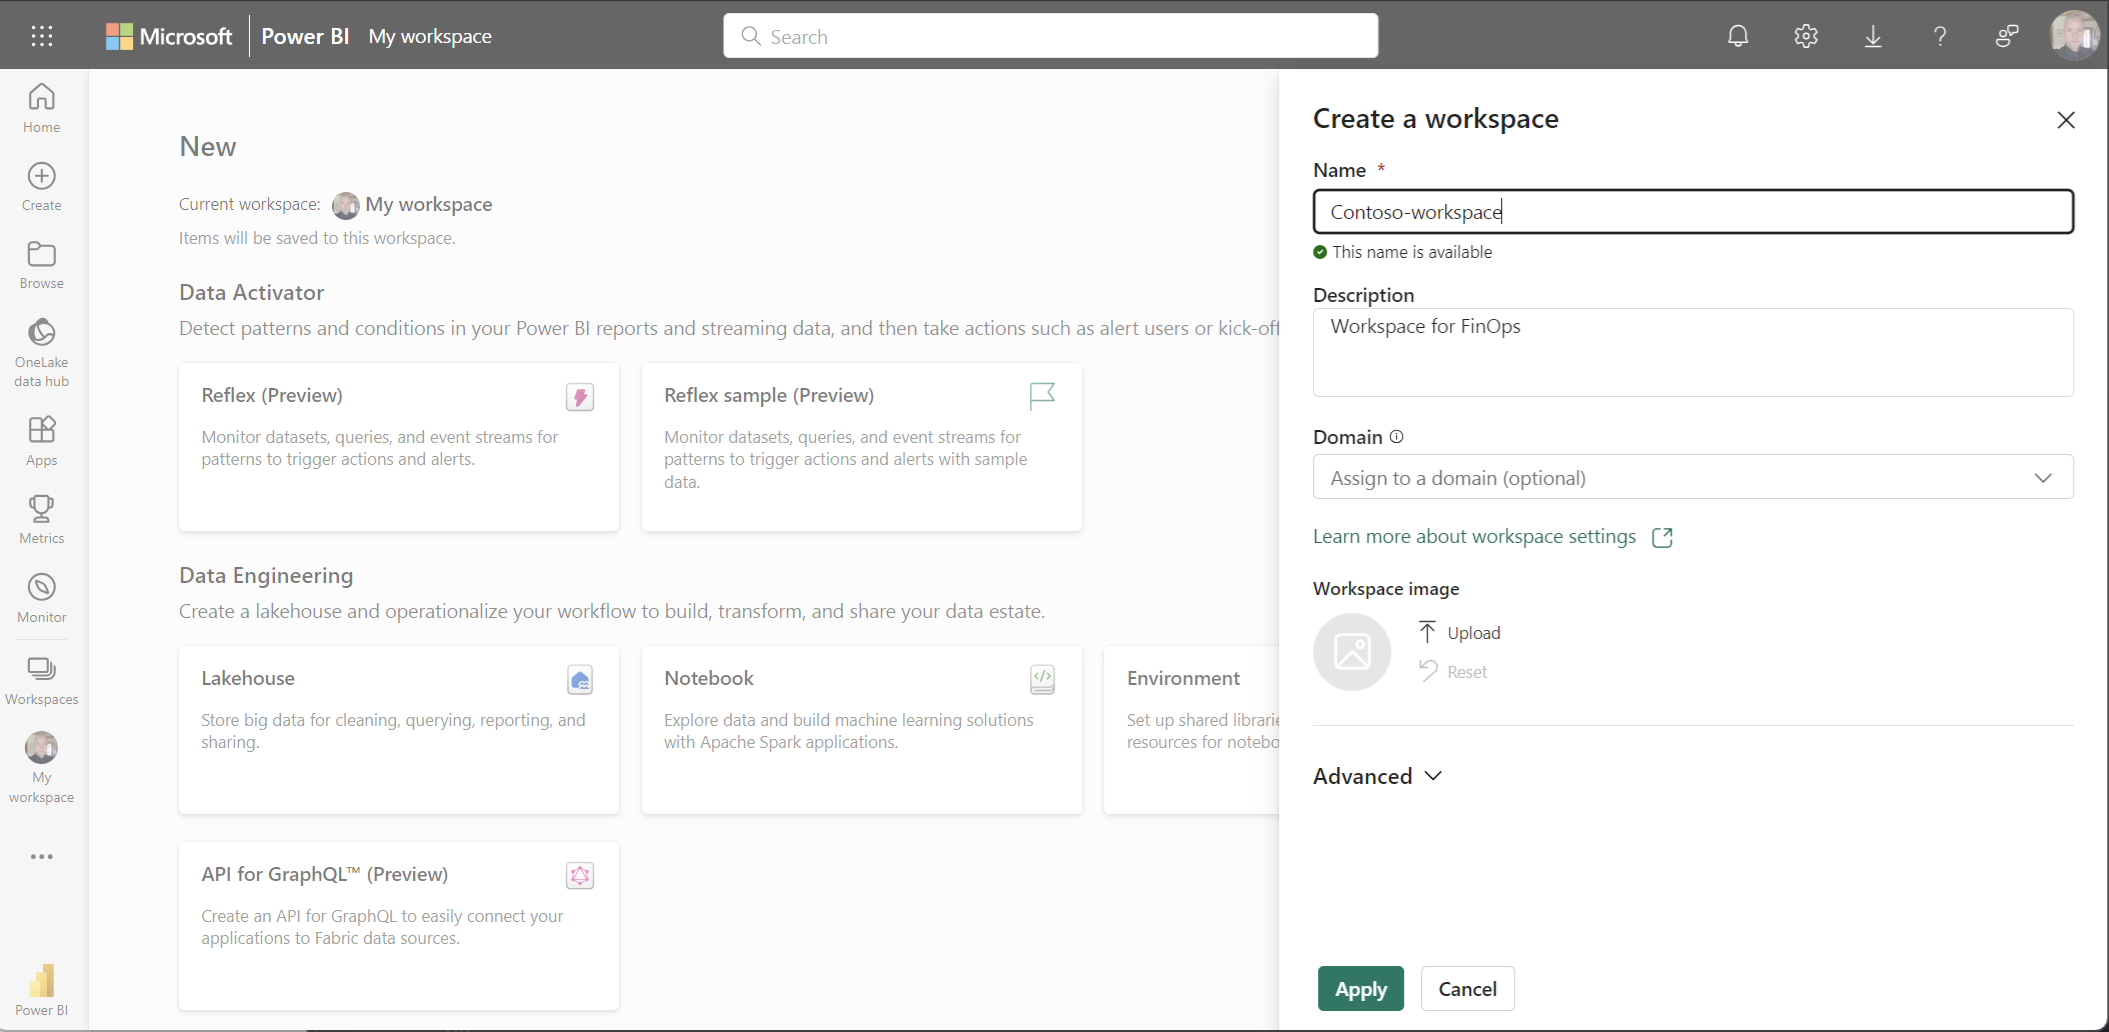 Microsoft
Power BI
My workspace
Search
Home
Create
Browse
OneLake
data hub
Apps
Metrics
Monitor
Workspaces
My
workspace
Power BI
New
Current workspace:
My workspace
Items will be saved to this workspace.
Data Activator
Detect patterns and conditions in your Power BI reports and streaming data, and then take actions such as alert users or kick-off
Reflex (Preview)
Monitor datasets, queries, and event streams for
patterns to trigger actions and alerts.
Reflex sample (Preview)
Monitor datasets, queries, and event streams for
patterns to trigger actions and alerts with sample
data.
Data Engineering
Create a lakehouse and operationalize your workflow to build, transform, and share your data estate.
Lakehouse
Store big data for cleaning, querying, reporting, and
sharing.
Notebook
Explore data and build machine learning solutions
with Apache Spark applications.
Environment
Set up shared librarie
resources for notebo
API for GraphQL™ (Preview)
Create an API for GraphQL to easily connect your
applications to Fabric data sources.
Create a workspace
Name *
Contoso-workspace
This name is available
Description
Workspace for FinOps
Domain
Assign to a domain (optional)
Learn more about workspace settings
Workspace image
Upload
Reset
Advanced
Apply
Cancel